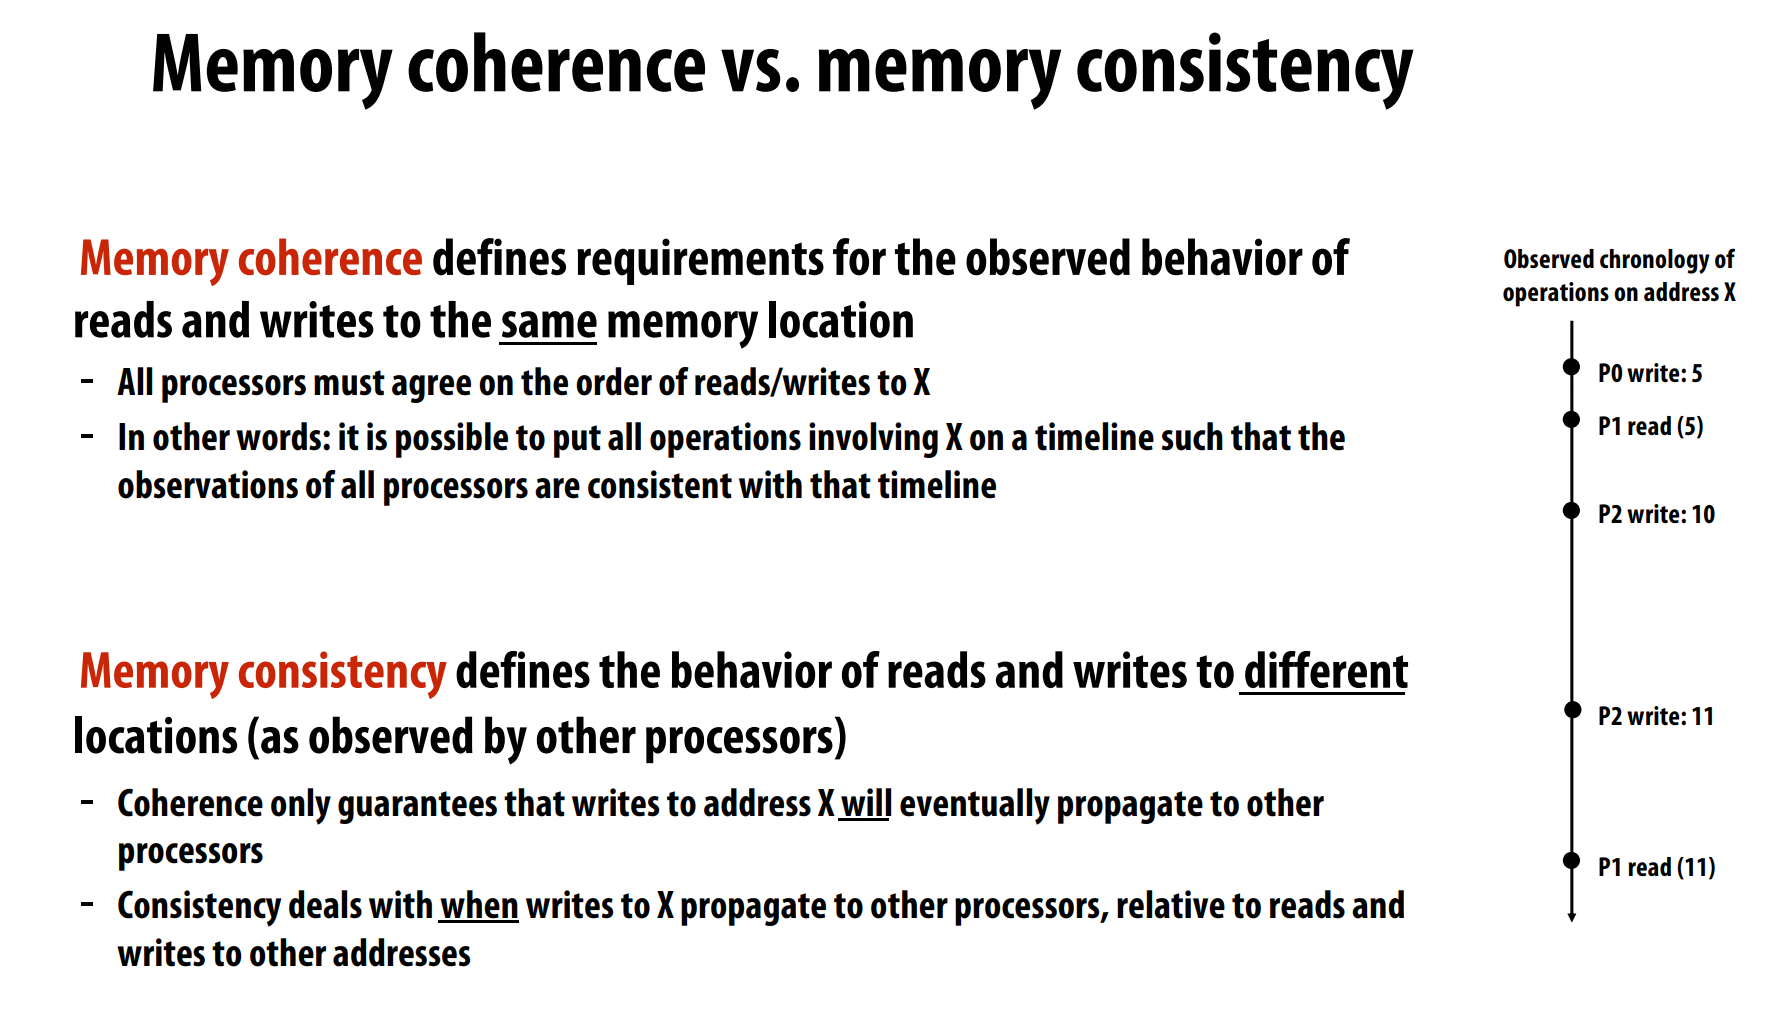 Memory coherence vs. memory consistency
Memory coherence defines requirements for the observed behavior of
reads and writes to the same memory location
- All processors must agree on the order of reads/writes to X
- In other words: it is possible to put all operations involving X on a timeline such that the
observations of all processors are consistent with that timeline
Memory consistency defines the behavior of reads and writes to different
locations (as observed by other processors)
- Coherence only guarantees that writes to address X will eventually propagate to other
processors
- Consistency deals with when writes to X propagate to other processors, relative to reads and
writes to other addresses
Observed chronology of
operations on address X
P0 write: 5
P1 read (5)
P2 write: 10
P2 write: 11
P1 read (11)